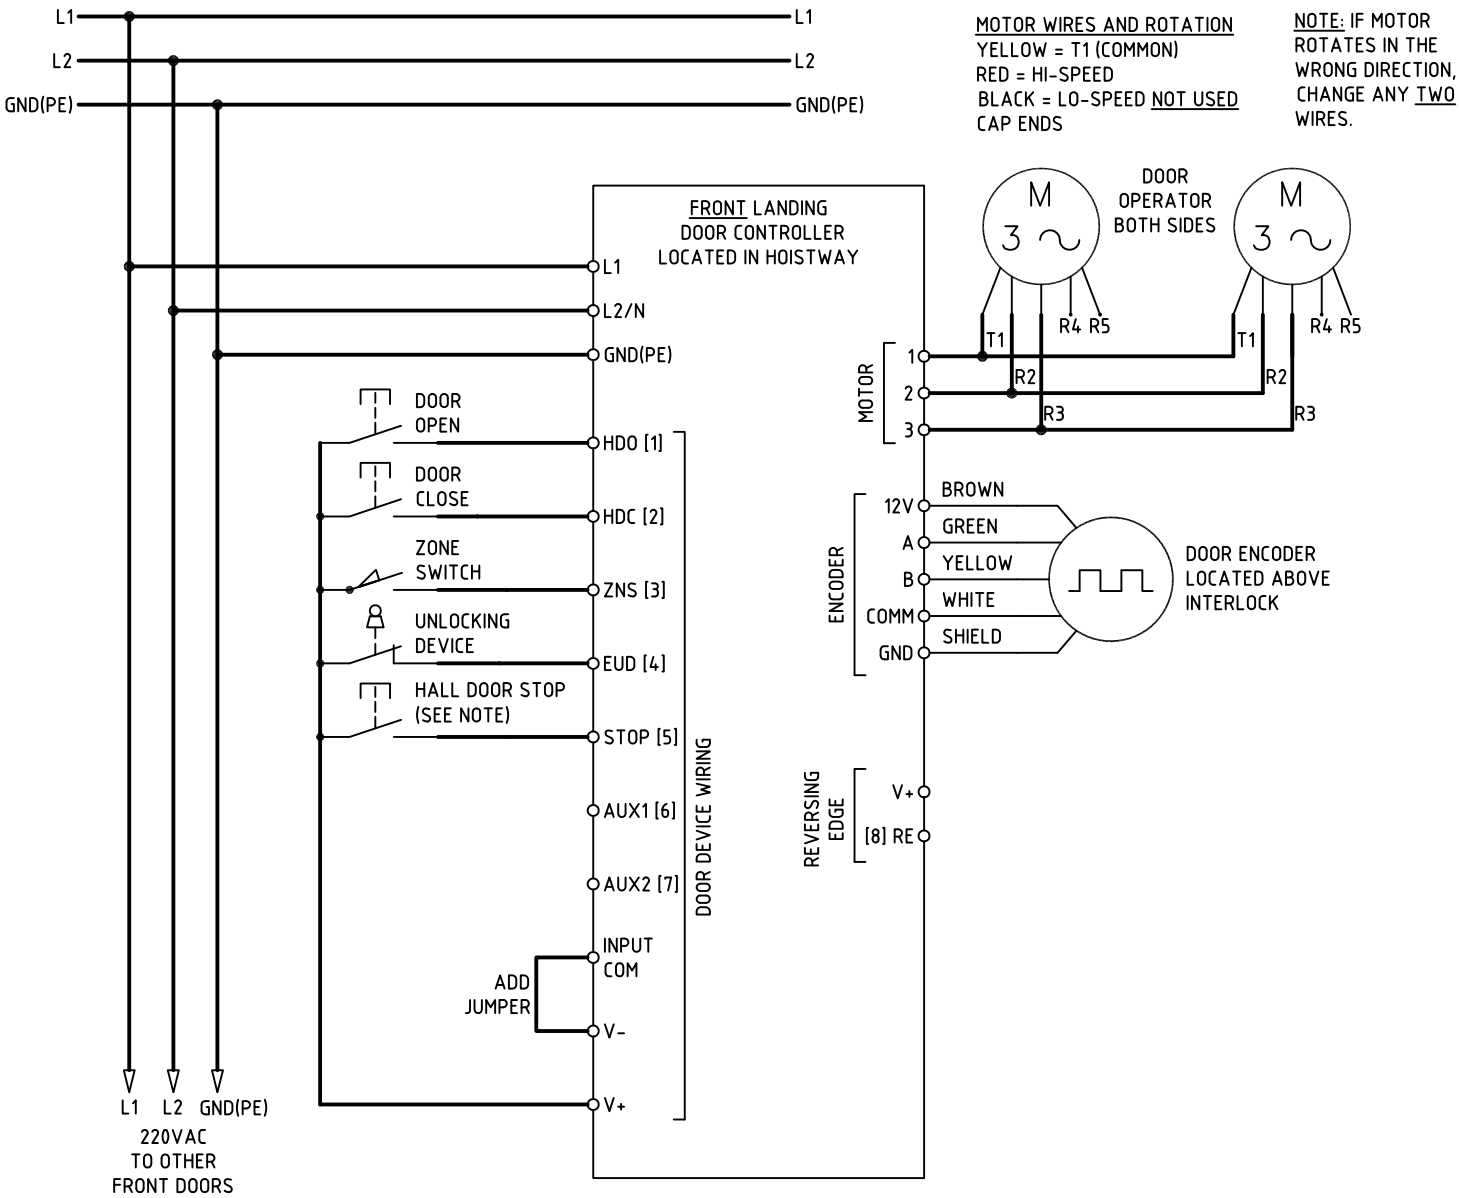 L1
L1
L2
L2
GND(PE)
GND(PE)
MOTOR WIRES AND ROTATION
YELLOW = T1 (COMMON)
RED = HI-SPEED
BLACK = LO-SPEED NOT USED
CAP ENDS
NOTE: IF MOTOR
ROTATES IN THE
WRONG DIRECTION,
CHANGE ANY TWO
WIRES.
FRONT LANDING
DOOR CONTROLLER
LOCATED IN HOISTWAY
M
3
DOOR
OPERATOR
BOTH SIDES
M
3
L1
L2/N
GND(PE)
T1
R2
R3
R4
R5
T1
R2
R3
R4
R5
MOTOR
1
2
3
DOOR
OPEN
HDO [1]
DOOR
CLOSE
HDC [2]
ZONE
SWITCH
ZNS [3]
UNLOCKING
DEVICE
EUD [4]
HALL DOOR STOP
(SEE NOTE)
STOP [5]
AUX1 [6]
AUX2 [7]
DOOR DEVICE WIRING
INPUT
COM
ADD
JUMPER
V-
V+
ENCODER
12V
BROWN
A
GREEN
B
YELLOW
COMM
WHITE
GND
SHIELD
DOOR ENCODER
LOCATED ABOVE
INTERLOCK
REVERSING
EDGE
V+
[8] RE
L1
L2
GND(PE)
220VAC
TO OTHER
FRONT DOORS